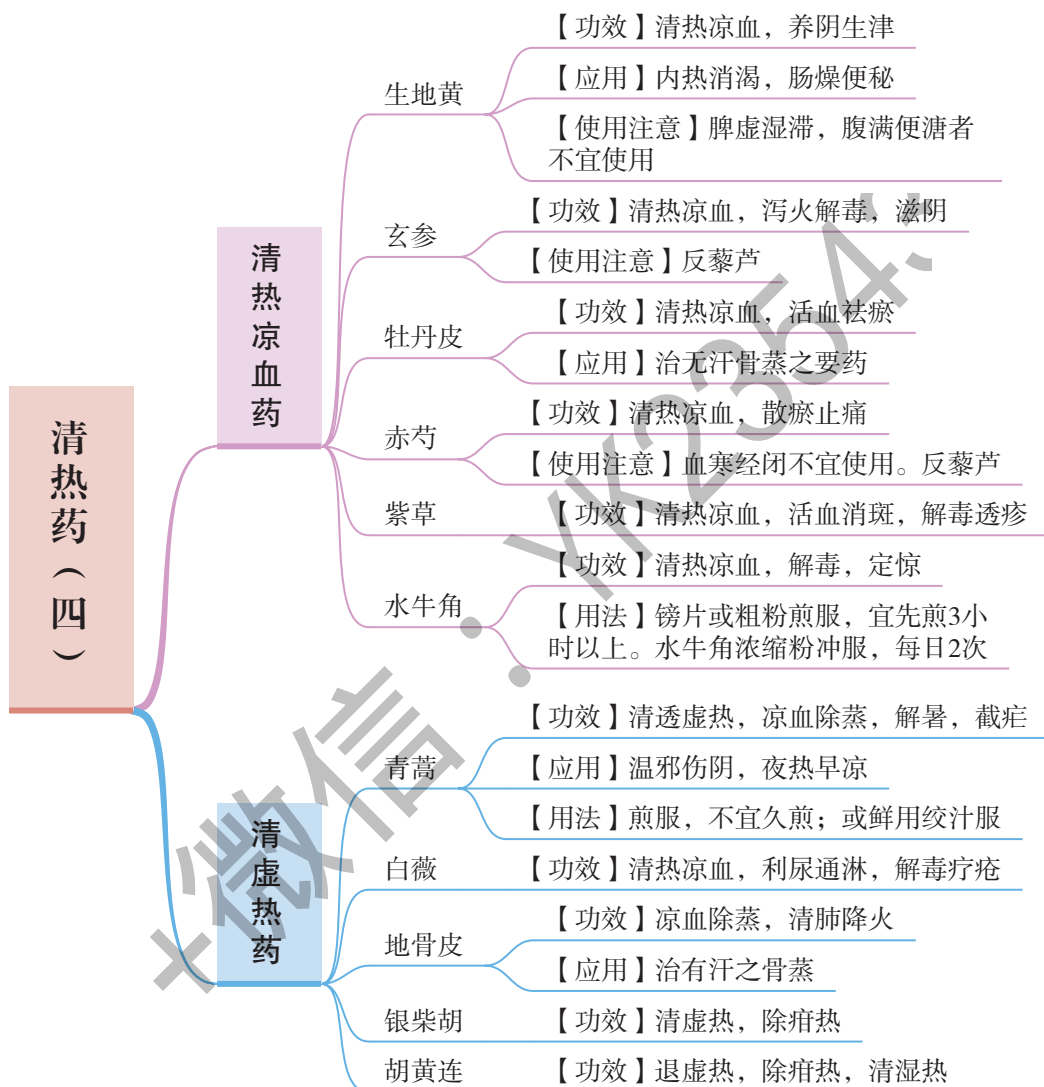 清热药（四）
清热凉血药
生地黄
【功效】清热凉血，养阴生津
【应用】内热消渴，肠燥便秘
【使用注意】脾虚湿滞，腹满便溏者
不宜使用
玄参
【功效】清热凉血，泻火解毒，滋阴
【使用注意】反藜芦
牡丹皮
【功效】清热凉血，活血祛瘀
【应用】治无汗骨蒸之要药
赤芍
【功效】清热凉血，散瘀止痛
【使用注意】血寒经闭不宜使用。反藜芦
紫草
【功效】清热凉血，活血消斑，解毒透疹
水牛角
【功效】清热凉血，解毒，定惊
【用法】镑片或粗粉煎服，宜先煎3小
时以上。水牛角浓缩粉冲服，每日2次
清虚热药
青蒿
【功效】清透虚热，凉血除蒸，解暑，截疟
【应用】温邪伤阴，夜热早凉
【用法】煎服，不宜久煎；或鲜用绞汁服
白薇
【功效】清热凉血，利尿通淋，解毒疗疮
地骨皮
【功效】凉血除蒸，清肺降火
【应用】治有汗之骨蒸
银柴胡
【功效】清虚热，除疳热
胡黄连
【功效】退虚热，除疳热，清湿热
+微信：YK2354